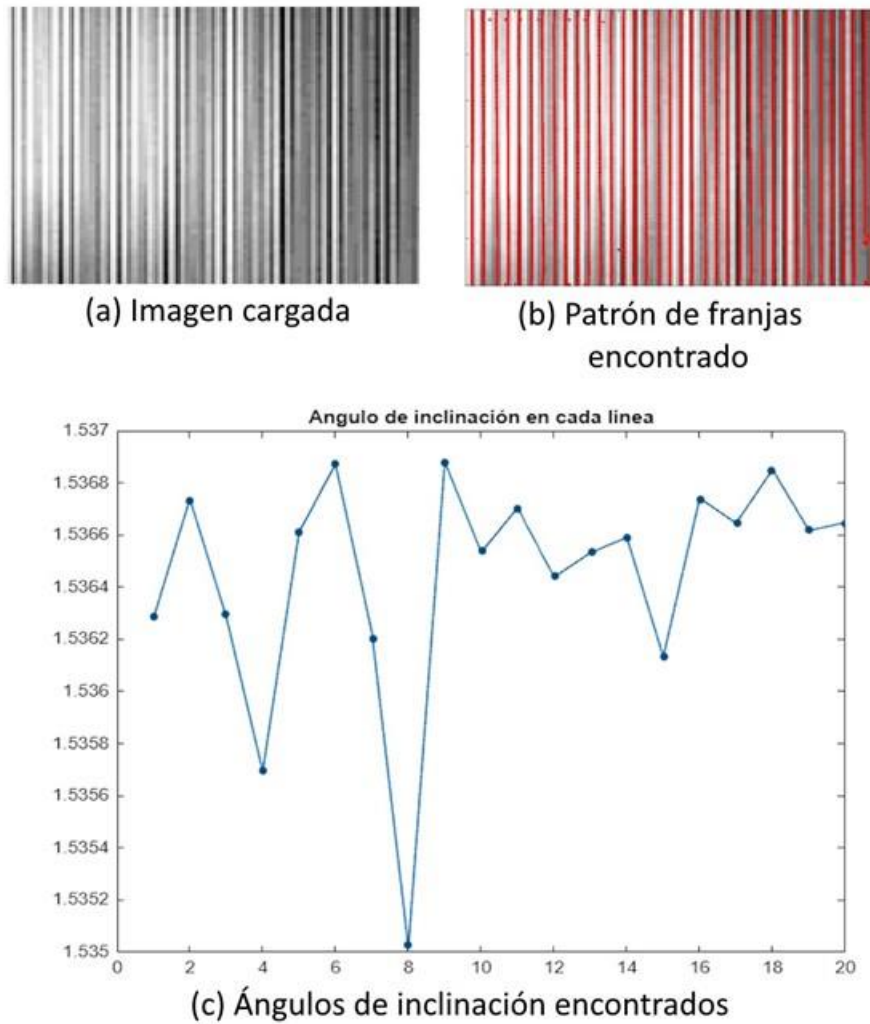 (a) Imagen cargada
(b) Patrón de franjas
encontrado
Angulo de inclinación en cada linea
1.537
1.5368
1.5366
1.5364
1.5362
1.536
1.5358
1.5356
1.5354
1.5352
1.535
0 2 4 6 8 10 12 14 16 18 20
(c) Ángulos de inclinación encontrados